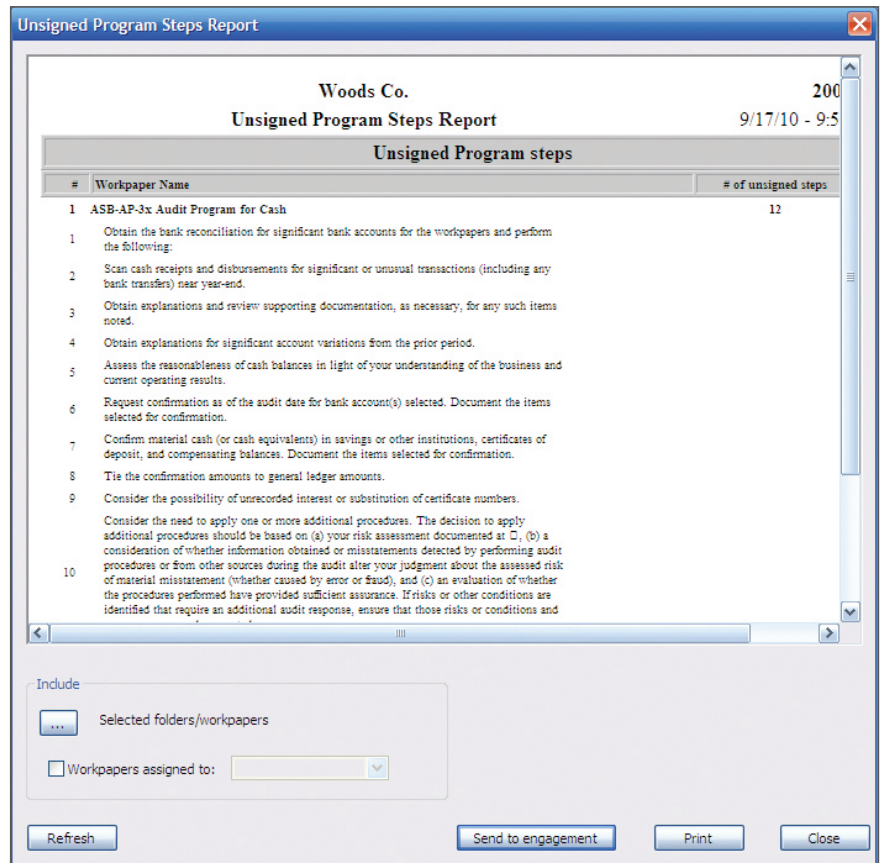 Unsigned Program Steps Report
Woods Co.
200
Unsigned Program Steps Report
9/17/10 - 9:5
Unsigned Program steps
# Workpaper Name # of unsigned steps
1 ASB-AP-3x Audit Program for Cash 12
1 Obtain the bank reconciliation for significant bank accounts for the workpapers and perform
the following:
2 Scan cash receipts and disbursements for significant or unusual transactions (including any
bank transfers) near year-end.
3 Obtain explanations and review supporting documentation, as necessary, for any such items
noted.
4 Obtain explanations for significant account variations from the prior period.
5 Assess the reasonableness of cash balances in light of your understanding of the business and
current operating results.
6 Request confirmation as of the audit date for bank account(s) selected. Document the items
selected for confirmation.
7 Confirm material cash (or cash equivalents) in savings or other institutions, certificates of
deposit, and compensating balances. Document the items selected for confirmation.
8 Tie the confirmation amounts to general ledger amounts.
9 Consider the possibility of unrecorded interest or substitution of certificate numbers.
Consider the need to apply one or more additional procedures. The decision to apply
additional procedures should be based on (a) your risk assessment documented at □, (b) a
consideration of whether information obtained or misstatements detected by performing audit
procedures or from other sources during the audit alter your judgment about the assessed risk
10 of material misstatement (whether caused by error or fraud), and (c) an evaluation of whether
the procedures performed have provided sufficient assurance. If risks or other conditions are
identified that require an additional audit response, ensure that those risks or conditions and
Include
... Selected folders/workpapers
Workpapers assigned to:
Refresh
Send to engagement
Print
Close